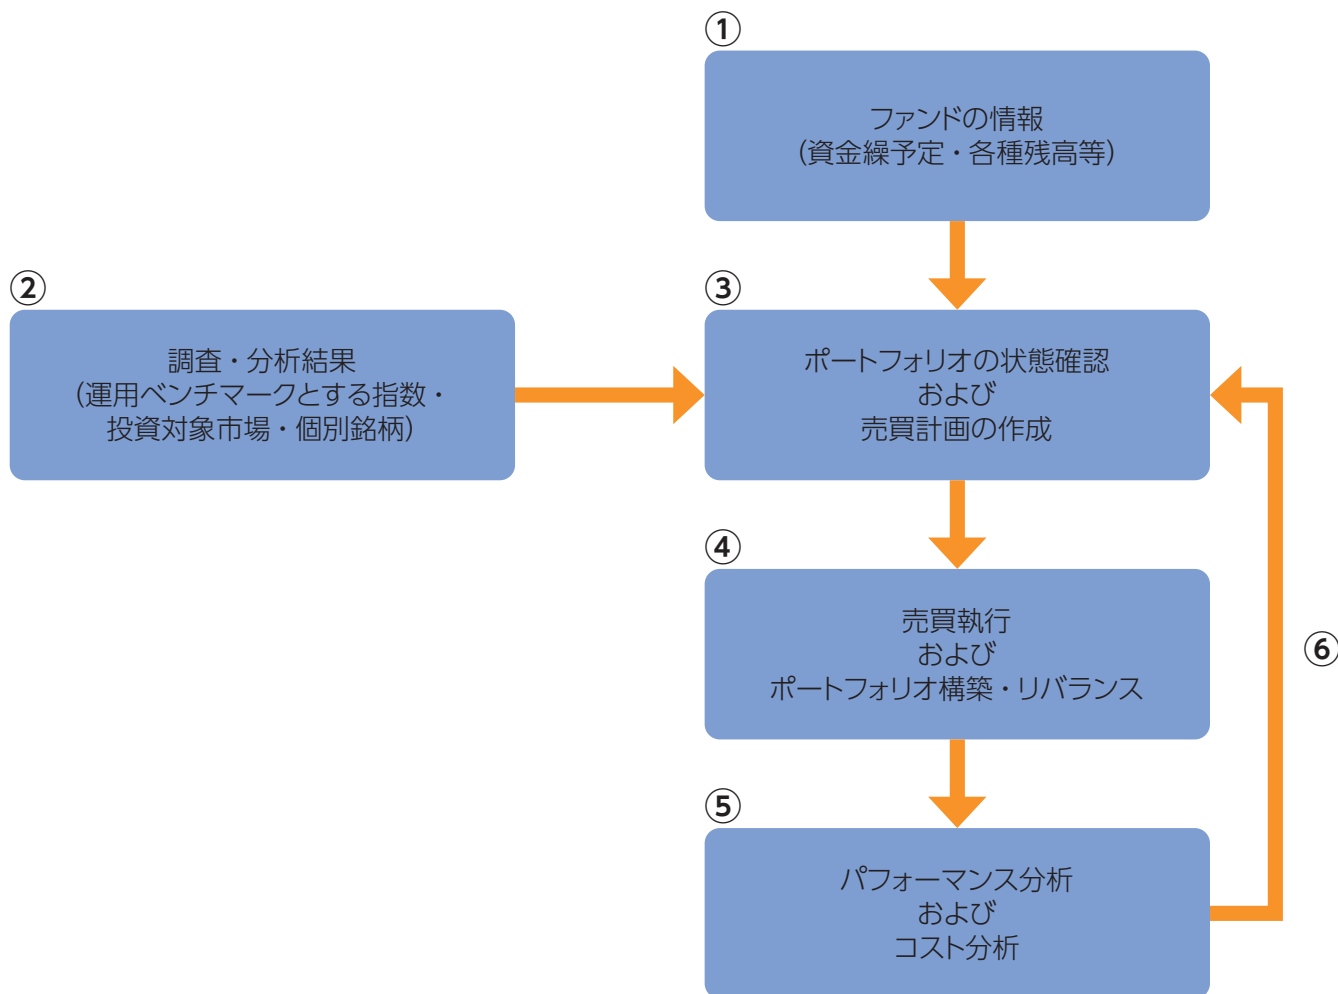 ①
ファンドの情報
(資金繰予定・各種残高等)
②
調査・分析結果
(運用ベンチマークとする指数・
投資対象市場・個別銘柄)
③
ポートフォリオの状態確認
および
売買計画の作成
④
売買執行
および
ポートフォリオ構築・リバランス
⑥
⑤
パフォーマンス分析
および
コスト分析